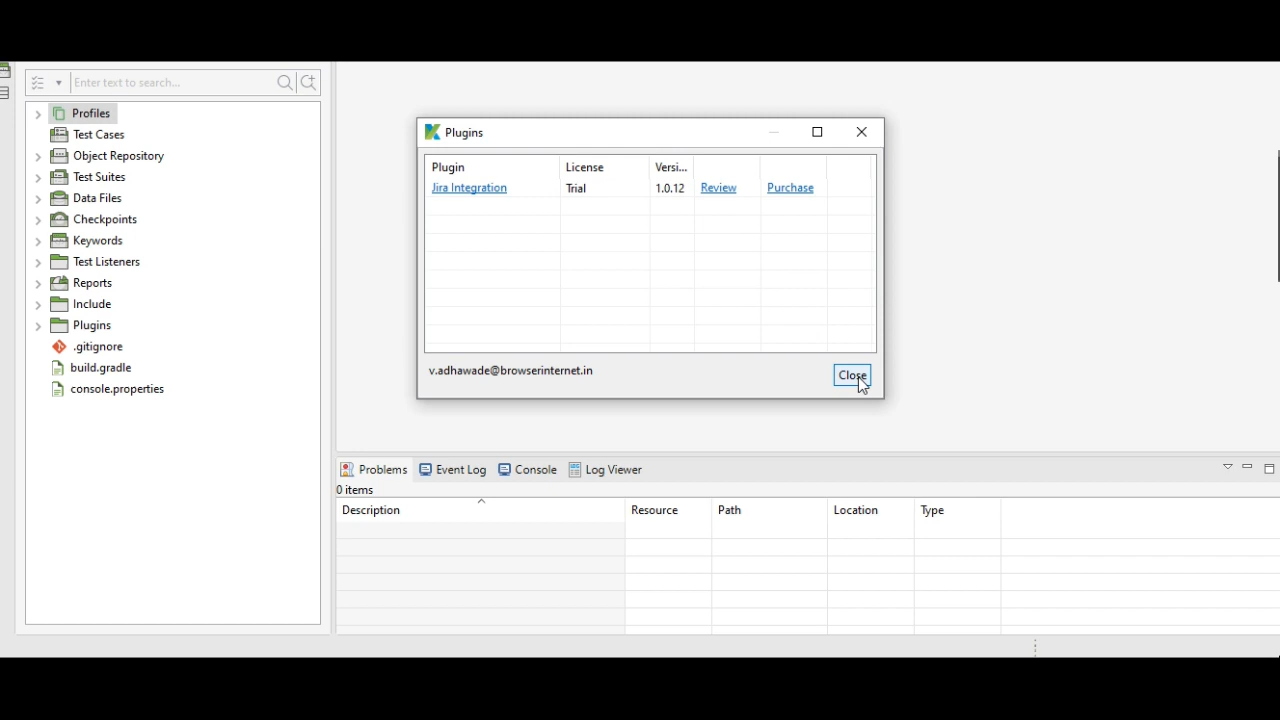 Enter text to search...
Profiles
Test Cases
Object Repository
Test Suites
Data Files
Checkpoints
Keywords
Test Listeners
Reports
Include
Plugins
.gitignore
build.gradle
console.properties
Plugins
Plugin License Versi...
Jira Integration Trial 1.0.12 Review Purchase
v.adhawade@browserinternet.in
Close
Problems Event Log Console Log Viewer
0 items
Description Resource Path Location Type